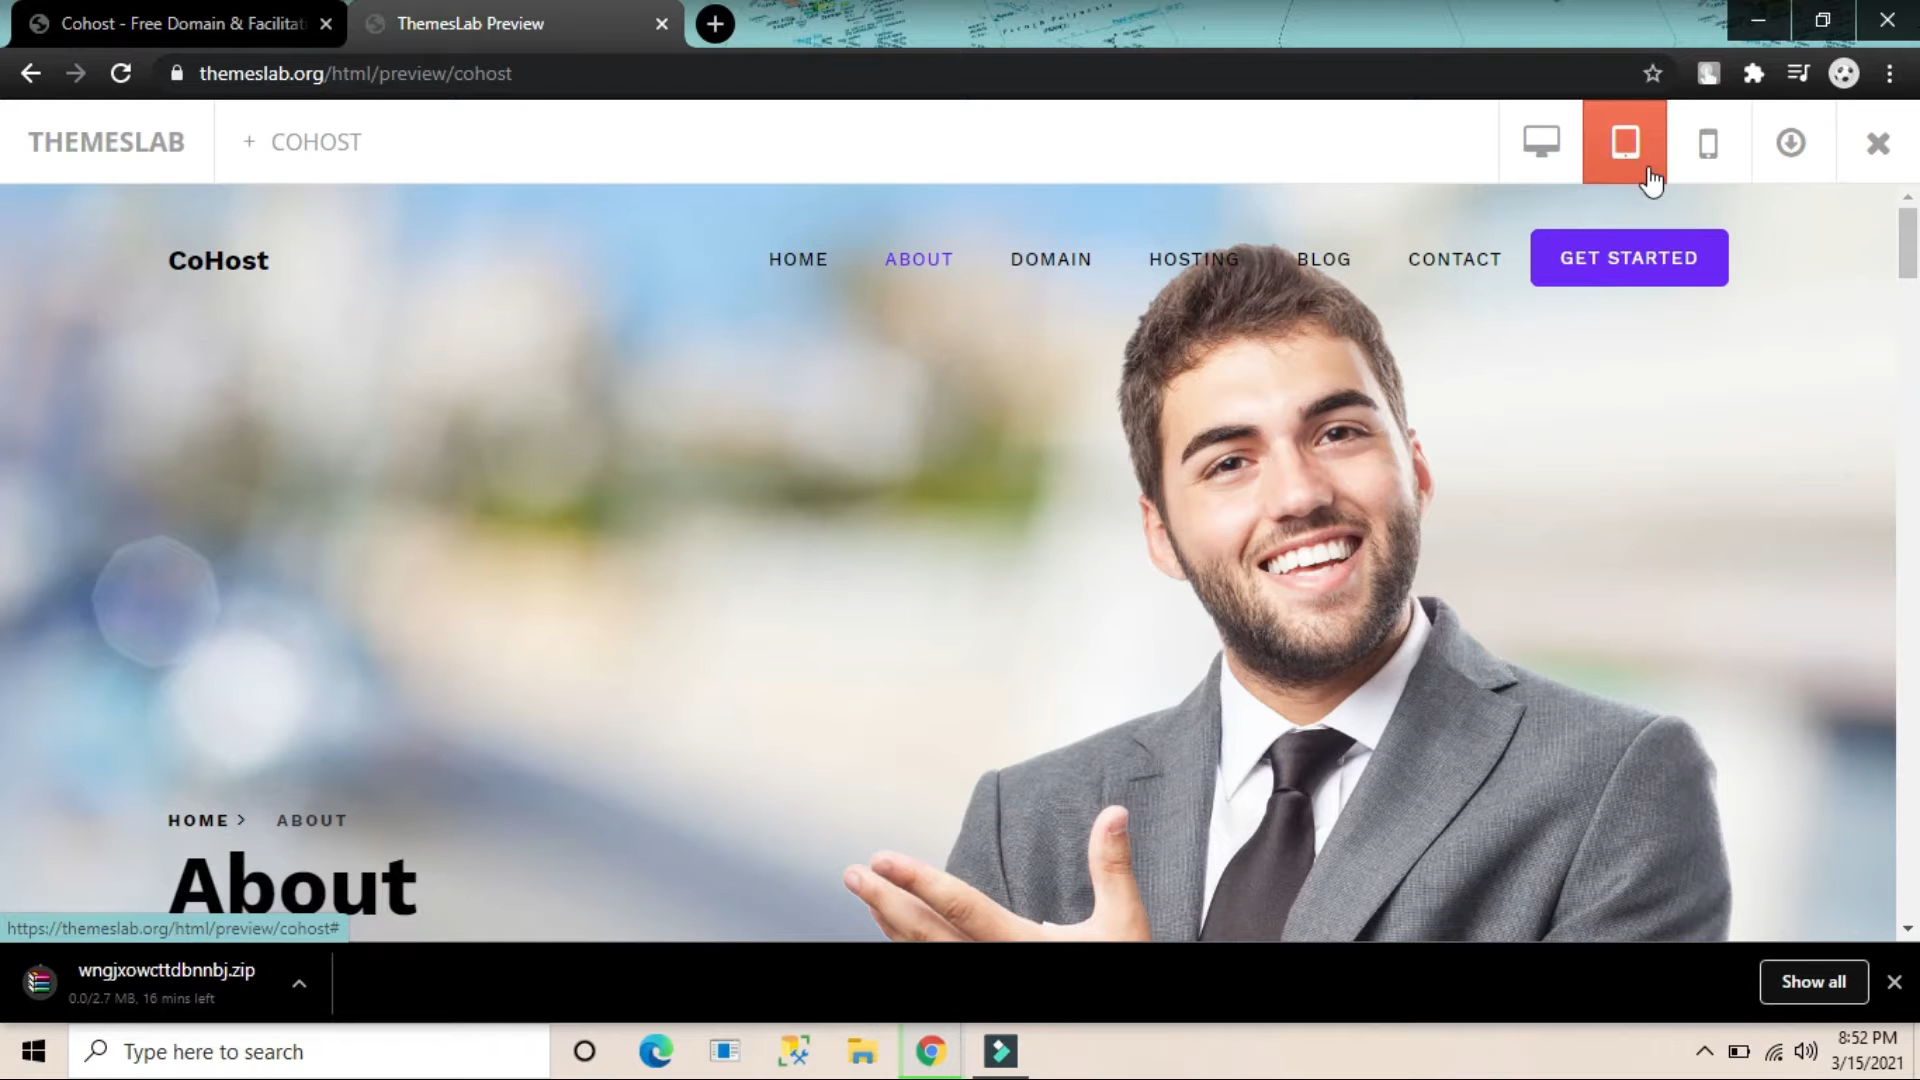 Cohost - Free Domain & Facilitat
ThemesLab Preview
themeslab.org/html/preview/cohost
THEMESLAB
+ COHOST
CoHost
HOME
ABOUT
DOMAIN
HOSTING
BLOG
CONTACT
GET STARTED
HOME > ABOUT
About
https://themeslab.org/html/preview/cohost#
wngjxowcttdbnnbj.zip
0.0/2.7 MB, 16 mins left
Show all
Type here to search
8:52 PM
3/15/2021